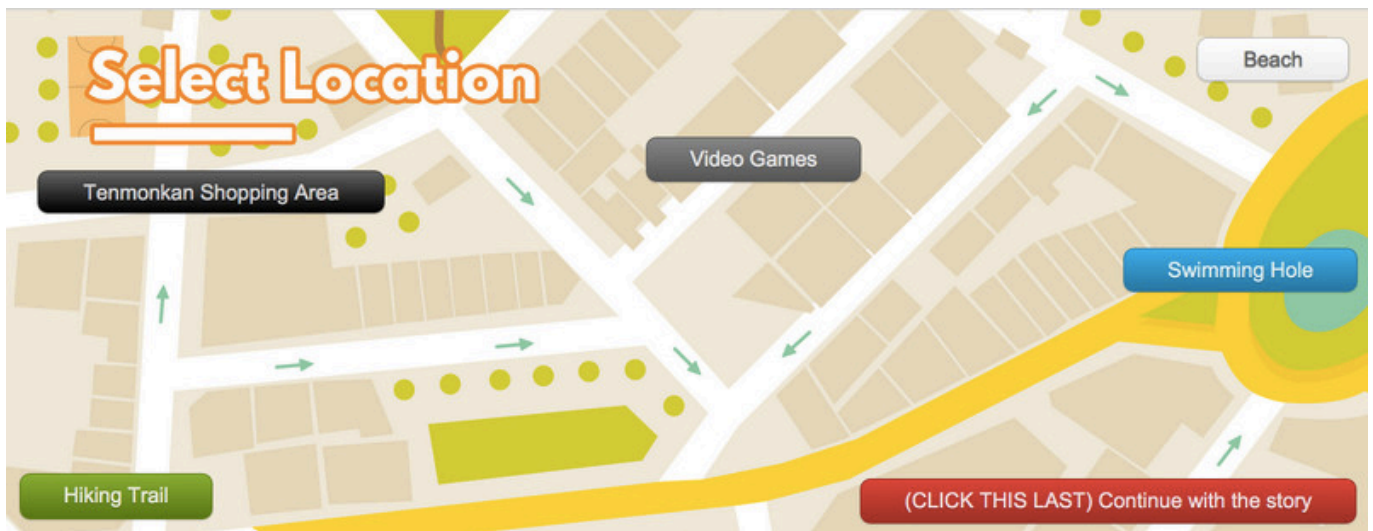 Select Location
Beach
Video Games
Tenmonkan Shopping Area
Swimming Hole
Hiking Trail
(CLICK THIS LAST) Continue with the story